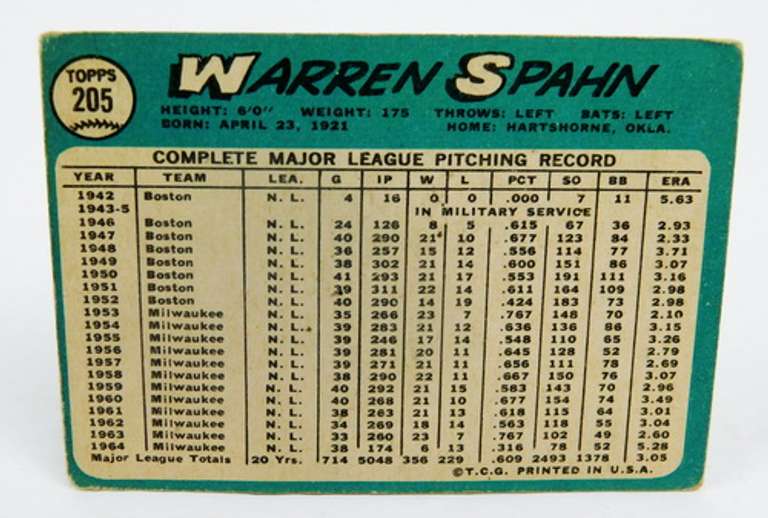 TOPPS
205
WARREN SPAHN
HEIGHT: 6'0" WEIGHT: 175 THROWS: LEFT BATS: LEFT
BORN: APRIL 23, 1921 HOME: HARTSHORNE, OKLA.
COMPLETE MAJOR LEAGUE PITCHING RECORD
YEAR TEAM LEA. G IP W L PCT SO BB ERA
1942 Boston N. L. 4 16 0 0 .000 7 11 5.63
1943-5 IN MILITARY SERVICE
1946 Boston N. L. 24 126 8 5 .615 67 36 2.93
1947 Boston N. L. 40 290 21 10 .677 123 84 2.33
1948 Boston N. L. 36 257 15 12 .556 114 77 3.71
1949 Boston N. L. 38 302 21 14 .600 151 86 3.07
1950 Boston N. L. 41 293 21 17 .553 191 111 3.16
1951 Boston N. L. 39 311 22 14 .611 164 109 2.98
1952 Boston N. L. 40 290 14 19 .424 183 73 2.98
1953 Milwaukee N. L. 35 266 23 7 .767 148 70 2.10
1954 Milwaukee N. L. 39 283 21 12 .636 136 86 3.15
1955 Milwaukee N. L. 39 246 17 14 .548 110 65 3.26
1956 Milwaukee N. L. 39 281 20 11 .645 128 52 2.79
1957 Milwaukee N. L. 39 271 21 11 .656 111 78 2.69
1958 Milwaukee N. L. 38 290 22 11 .667 150 76 3.07
1959 Milwaukee N. L. 40 292 21 15 .583 143 70 2.96
1960 Milwaukee N. L. 40 268 21 10 .677 154 74 3.49
1961 Milwaukee N. L. 38 263 21 13 .618 115 64 3.01
1962 Milwaukee N. L. 34 269 18 14 .563 118 55 3.04
1963 Milwaukee N. L. 33 260 23 7 .767 102 49 2.60
1964 Milwaukee N. L. 38 174 6 13 .316 78 52 5.28
Major League Totals 20 Yrs. 714 5048 356 229 .609 2493 1378 3.05
©T.C.G. PRINTED IN U.S.A.